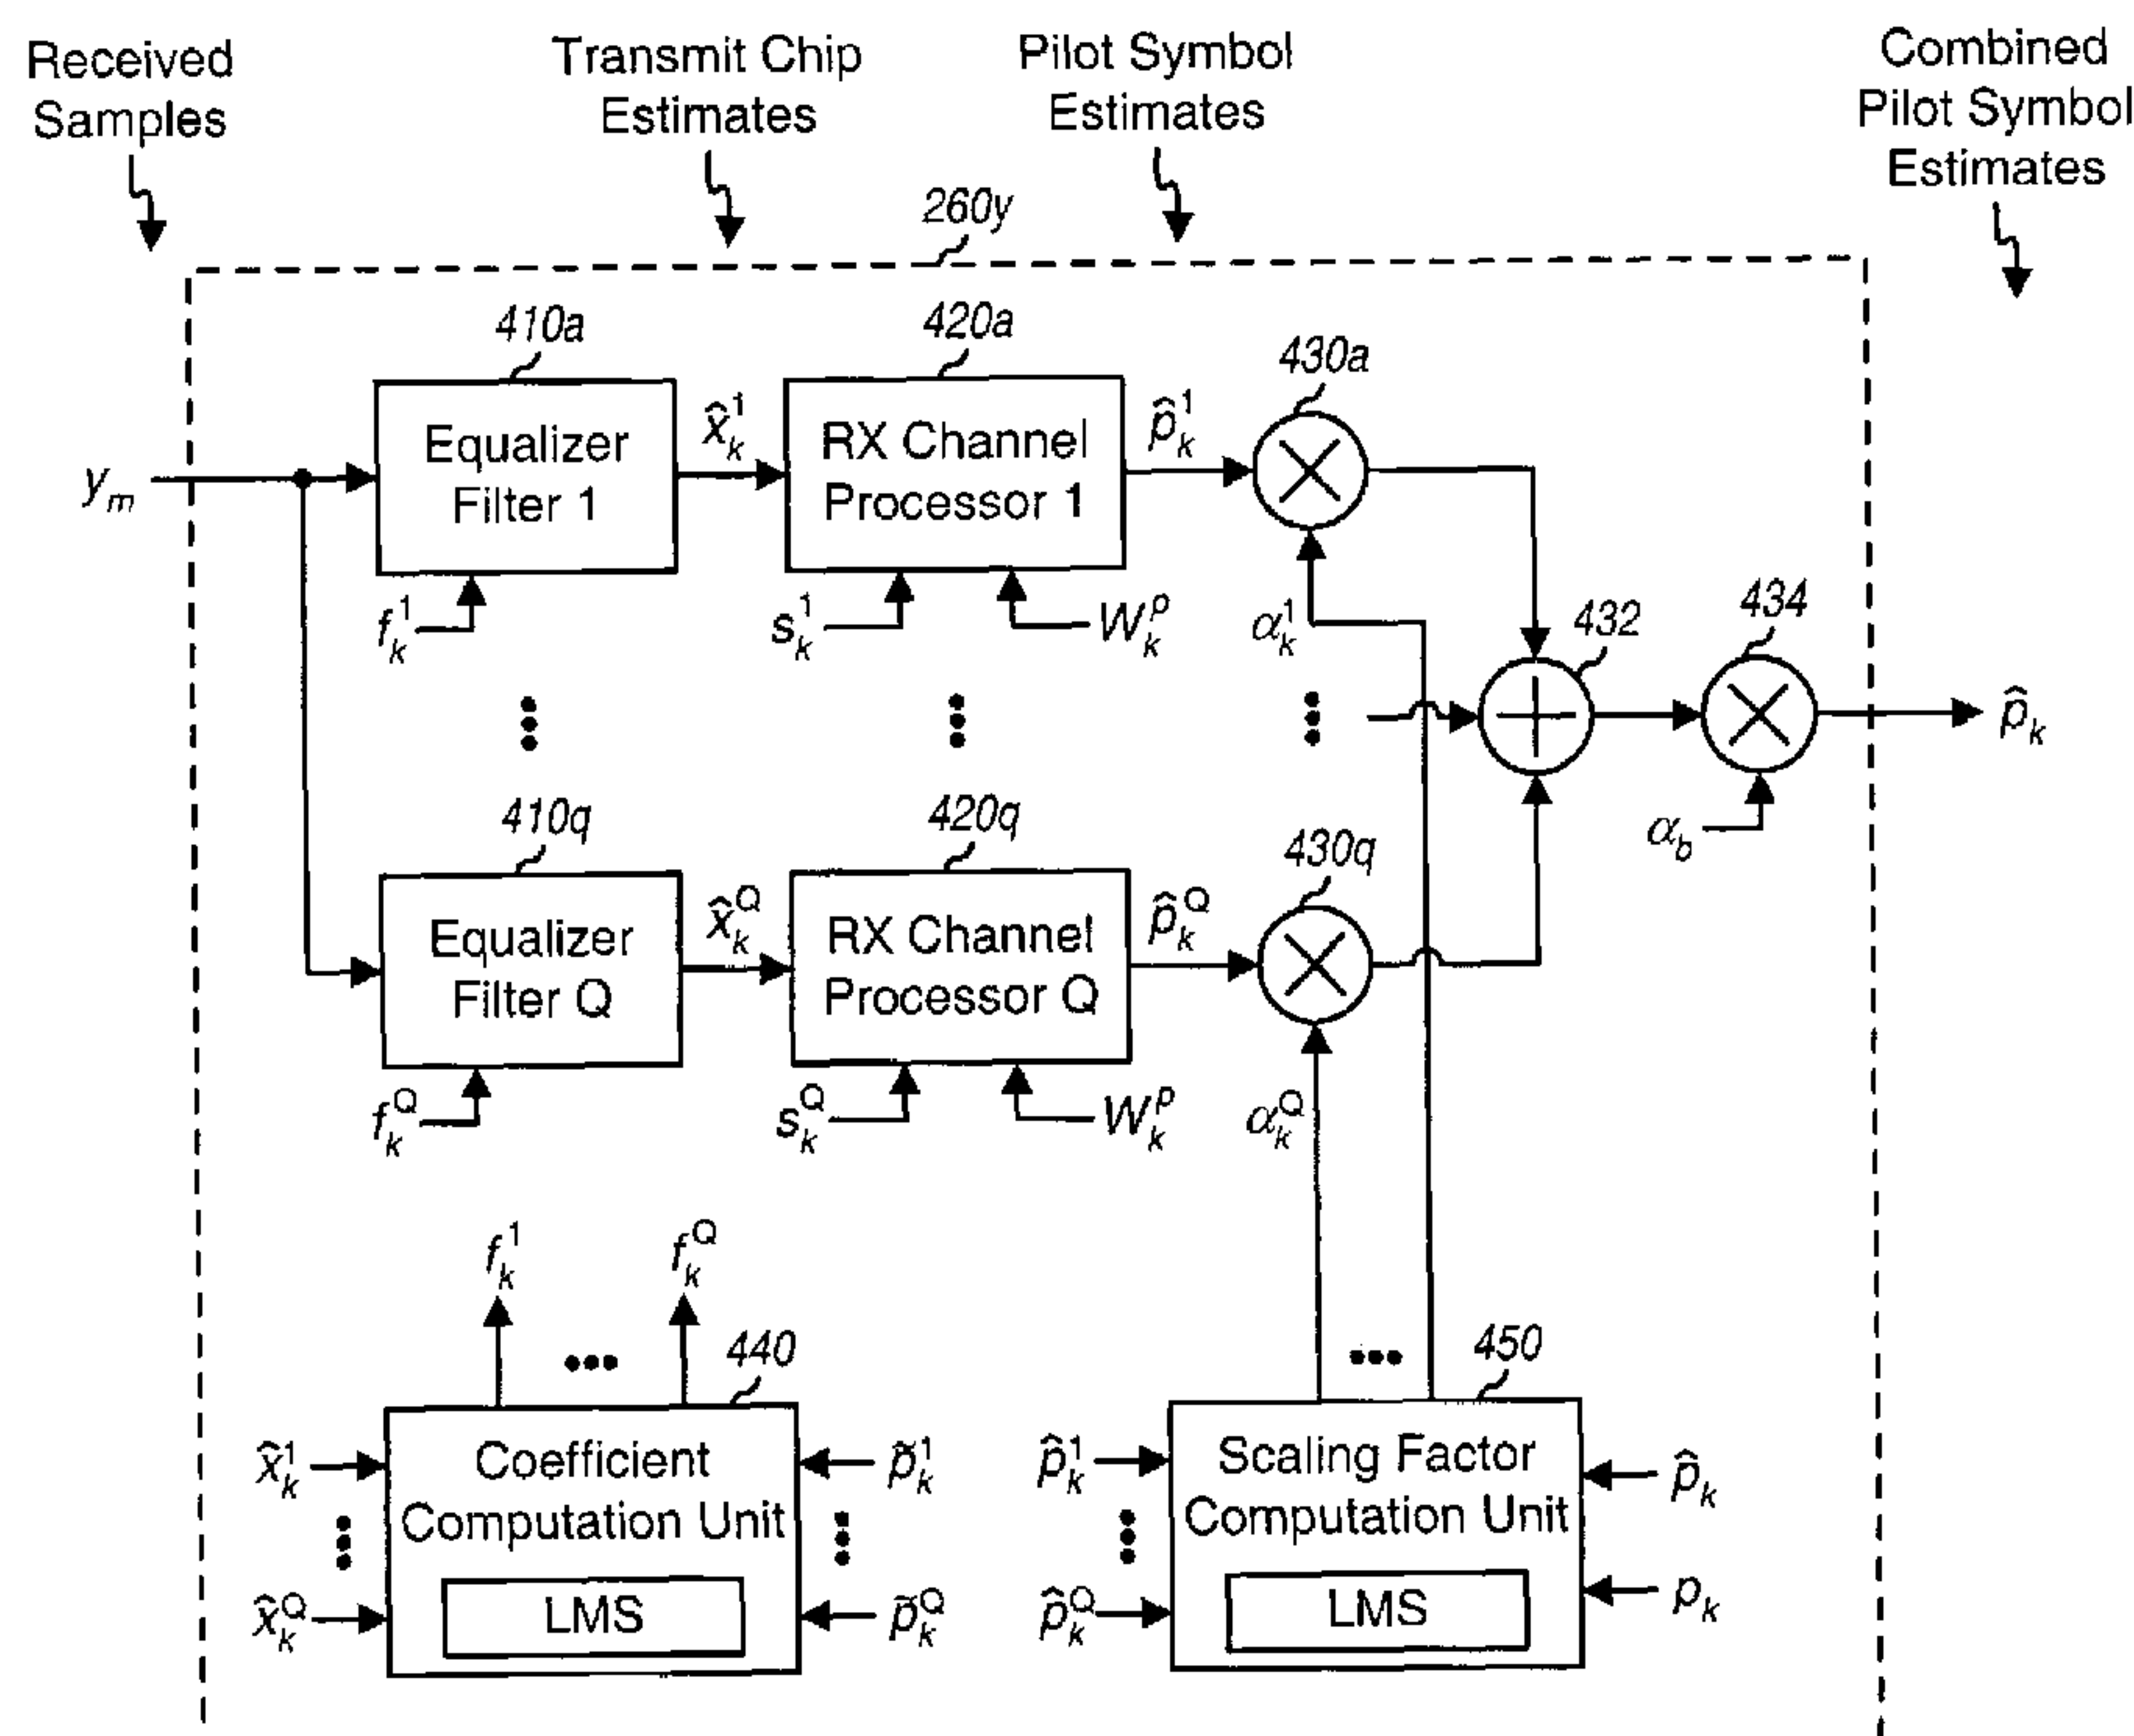 Received
Samples
Transmit Chip
Estimates
Pilot Symbol
Estimates
Combined
Pilot Symbol
Estimates
260y
410a
420a
430a
y_m
Equalizer
Filter 1
x̂_k^1
RX Channel
Processor 1
p̂_k^1
f_k^1
s_k^1
W_k^p
α_k^1
432
434
p̂_k
α_b
410q
420q
430q
Equalizer
Filter Q
x̂_k^Q
RX Channel
Processor Q
p̂_k^Q
f_k^Q
s_k^Q
W_k^p
α_k^Q
f_k^1
f_k^Q
440
450
x̂_k^1
Coefficient
Computation Unit
LMS
x̂_k^Q
p̃_k^1
p̃_k^Q
p̂_k^1
p̂_k^Q
Scaling Factor
Computation Unit
LMS
p̂_k
p_k